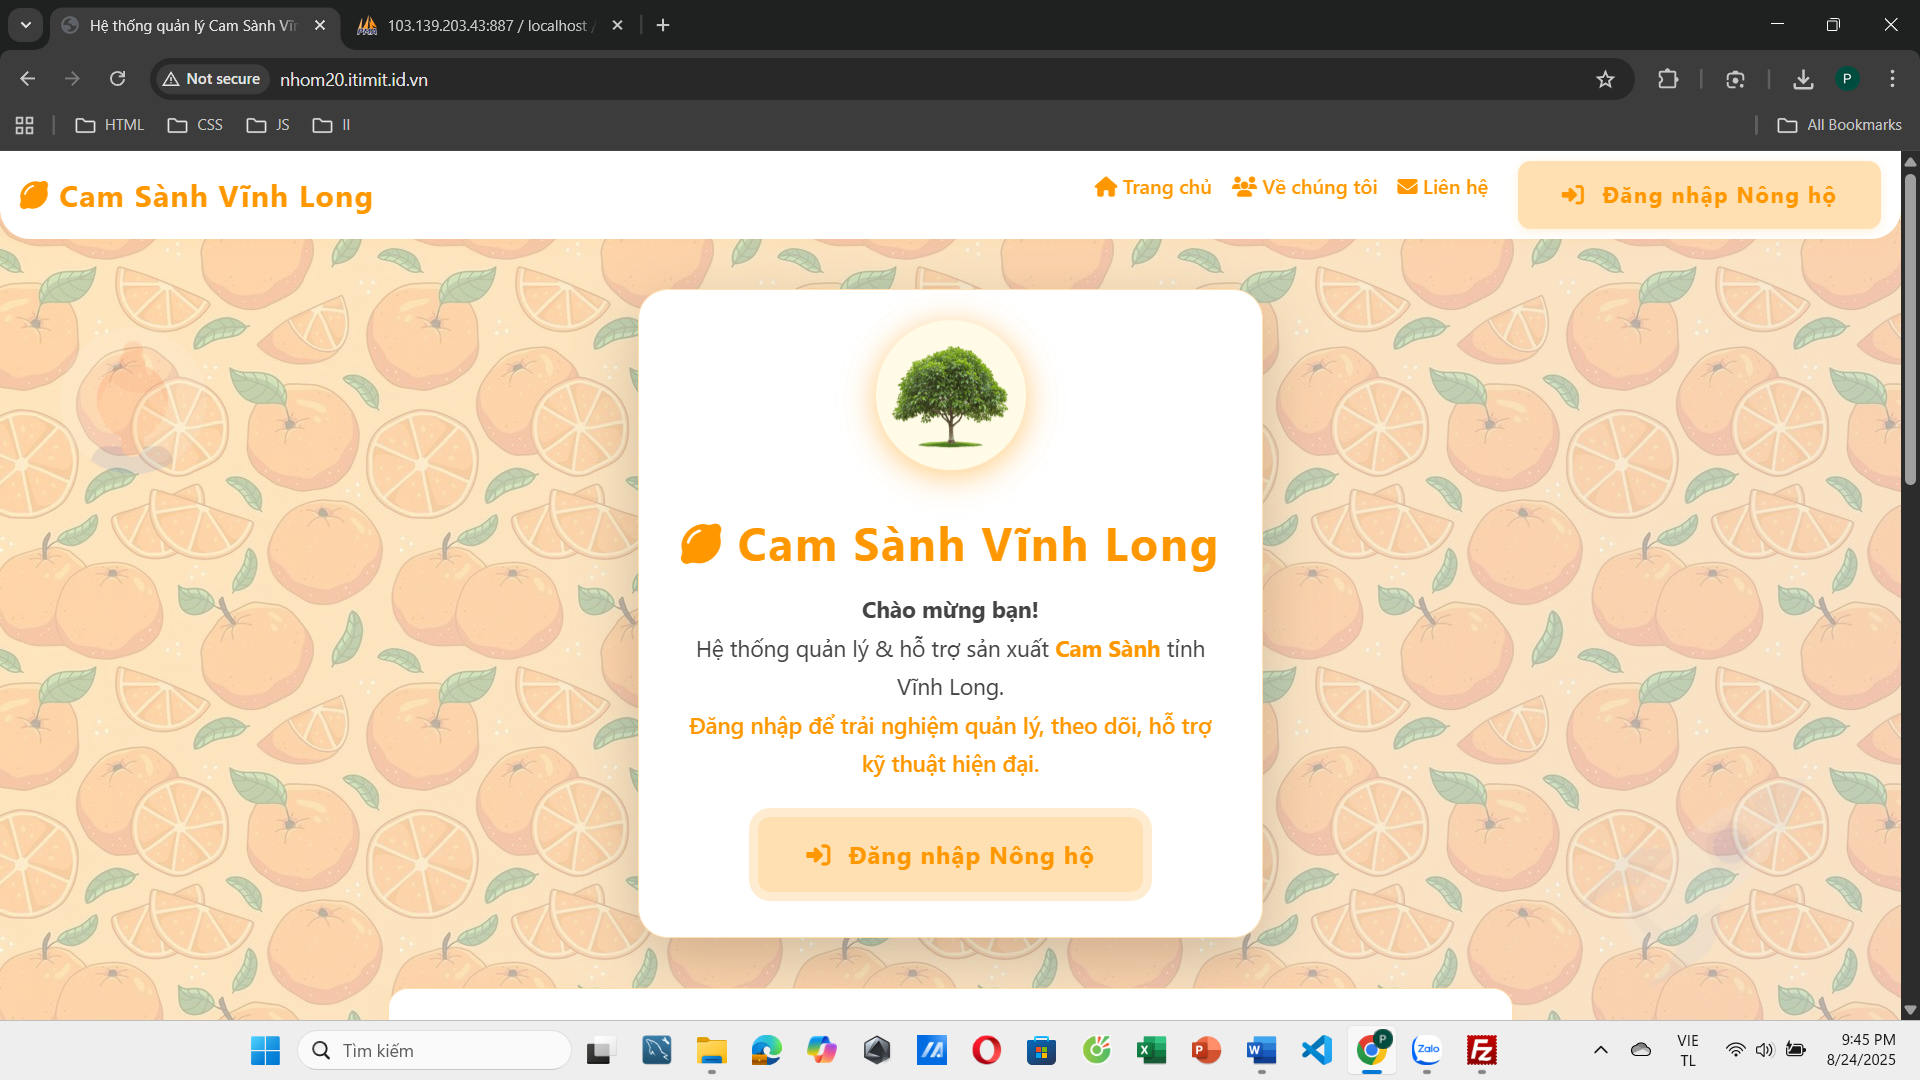 Hệ thống quản lý Cam Sành Vĩn
103.139.203.43:887 / localhost /
Not secure
nhom20.itimit.id.vn
P
HTML
CSS
JS
II
All Bookmarks
Cam Sành Vĩnh Long
Trang chủ
Về chúng tôi
Liên hệ
Đăng nhập Nông hộ
Cam Sành Vĩnh Long
Chào mừng bạn!
Hệ thống quản lý & hỗ trợ sản xuất Cam Sành tỉnh
Vĩnh Long.
Đăng nhập để trải nghiệm quản lý, theo dõi, hỗ trợ
kỹ thuật hiện đại.
Đăng nhập Nông hộ
Tìm kiếm
P
Zalo
VIE
TL
9:45 PM
8/24/2025